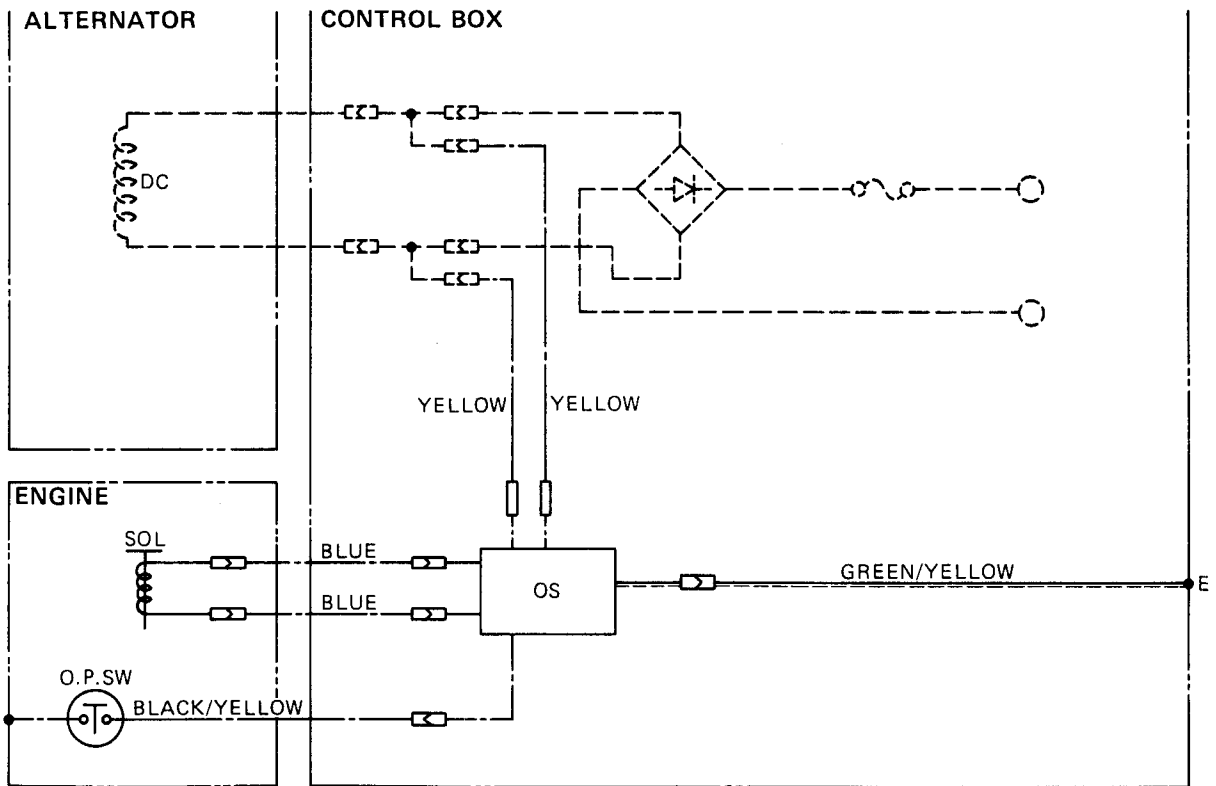 ALTERNATOR
CONTROL BOX
DC
YELLOW
YELLOW
ENGINE
SOL
BLUE
BLUE
OS
GREEN/YELLOW
E
O.P.SW
BLACK/YELLOW